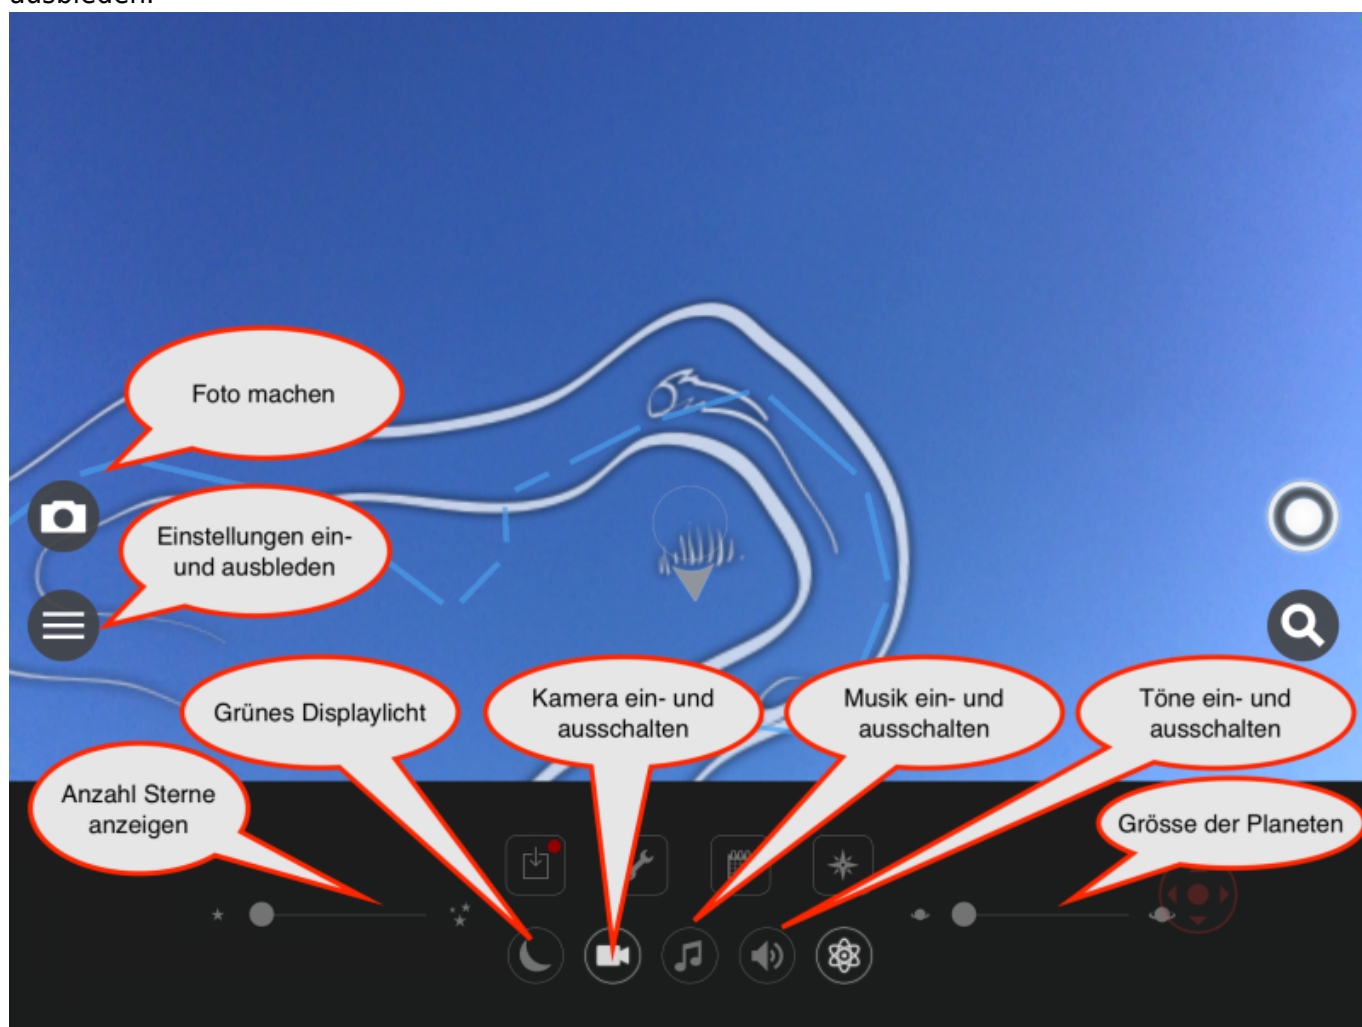 ausbleden.
Foto machen
Einstellungen ein-
und ausbleden
Grünes Displaylicht
Kamera ein- und
ausschalten
Musik ein- und
ausschalten
Töne ein- und
ausschalten
Anzahl Sterne
anzeigen
Grösse der Planeten